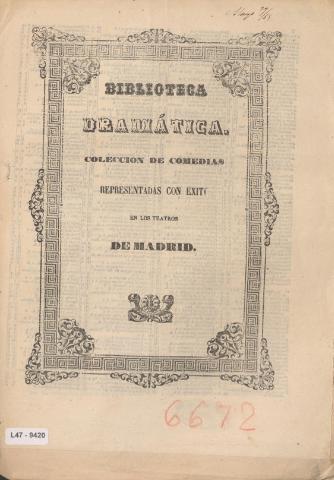 BIBLIOTECA
DRAMÁTICA.
COLECCION DE COMEDIAS
REPRESENTADAS CON EXITO
EN LOS TEATROS
DE MADRID.
6672
L47 - 9420